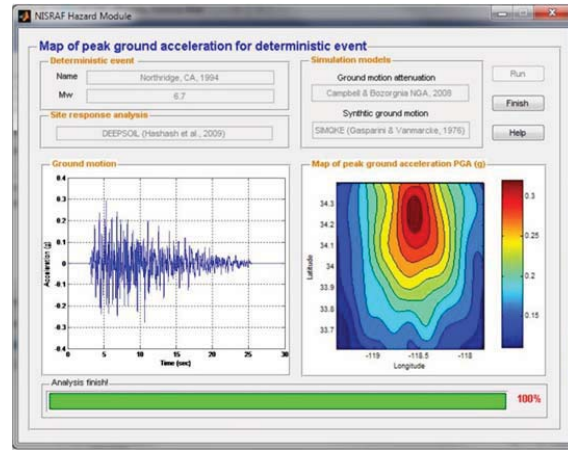 NISRAF Hazard Module
Map of peak ground acceleration for deterministic event
Deterministic event
Name Northridge, CA, 1994
Mw 6.7
Site response analysis
DEEPSOIL (Hashash et al., 2009)
Simulation models
Ground motion attenuation
Campbell & Bozorgnia NGA, 2008
Synthtic ground motion
SIMQKE (Gasparini & Vanmarcke, 1976)
Run
Finish
Help
Ground motion
Acceleration (g)
0.4
0.3
0.2
0.1
0
-0.1
-0.2
-0.3
-0.4
0 5 10 15 20 25 30
Time (sec)
Map of peak ground acceleration PGA (g)
Latitude
34.3
34.2
34.1
34
33.9
33.8
33.7
-119 -118.5 -118
Longitude
0.3
0.25
0.2
0.15
Analysis finish!
100%